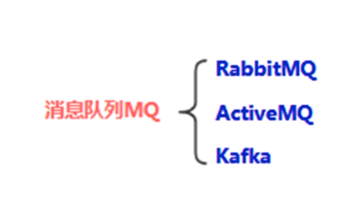 消息队列MQ
RabbitMQ
ActiveMQ
Kafka